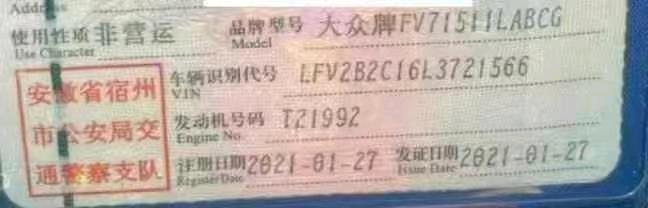 Address
使用性质 非营运 品牌型号 大众牌FV71511LABCG
Use Character Model
安徽省宿州 车辆识别代号 LFV2B2C16L3721566
VIN
市公安局交 发动机号码 T21992
Engine No.
通警察支队 注册日期 2021-01-27 发证日期 2021-01-27
Register Date Issue Date